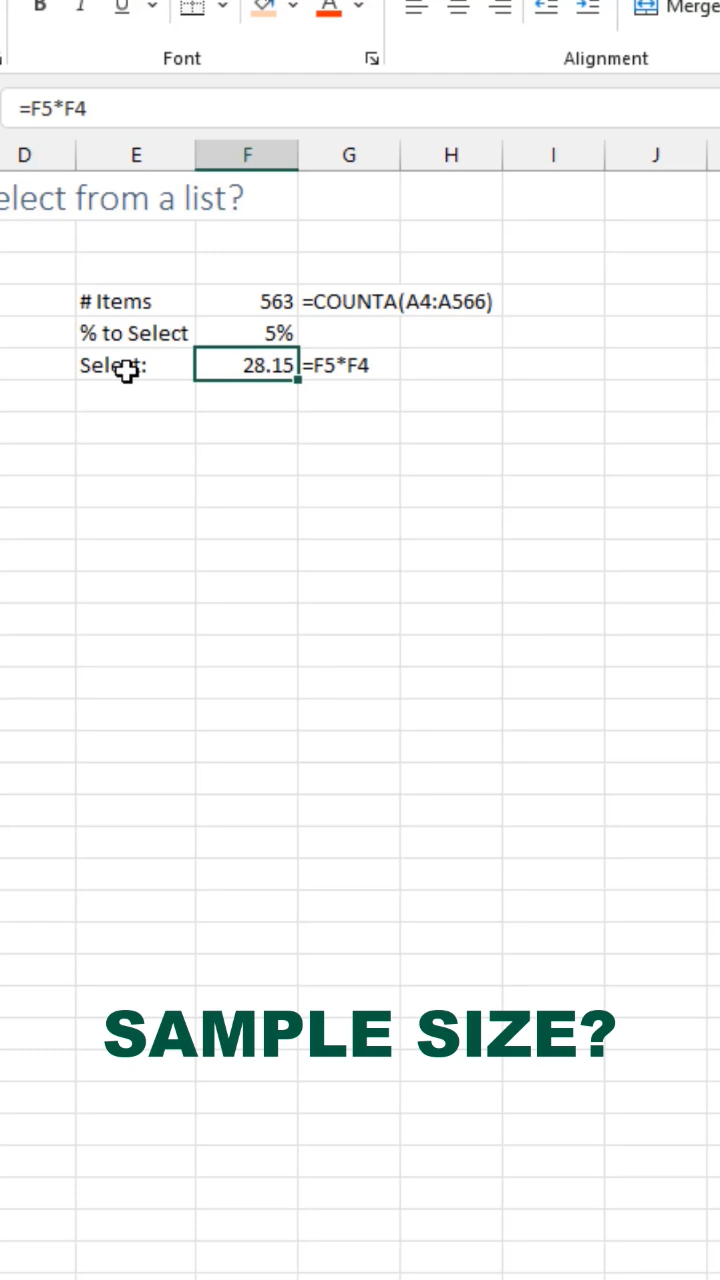 B I U A Merge
Font Alignment
=F5*F4
D E F G H I J
elect from a list?
# Items 563 =COUNTA(A4:A566)
% to Select 5%
Select: 28.15 =F5*F4
SAMPLE SIZE?